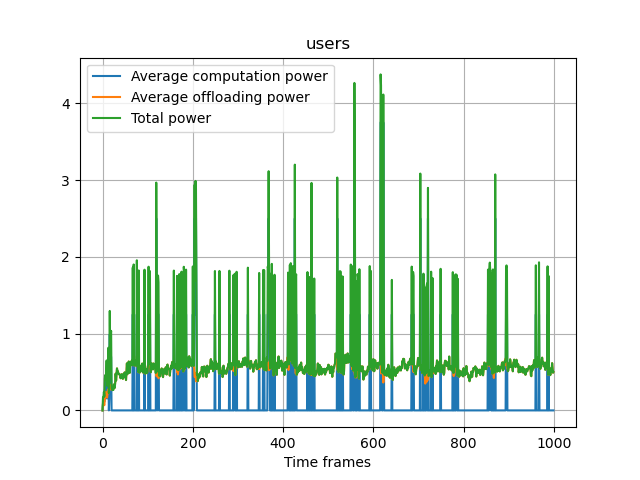 users
Average computation power
Average offloading power
Total power
4
3
2
1
0
0 200 400 600 800 1000
Time frames